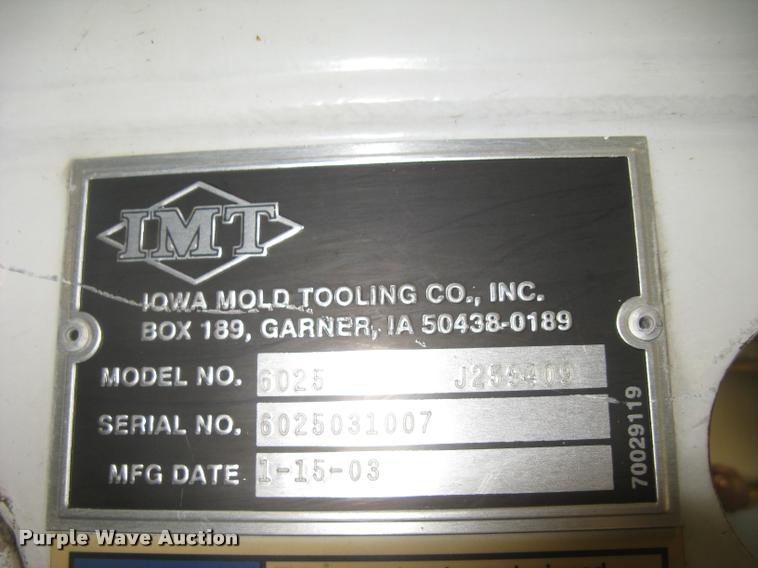 IMT
IOWA MOLD TOOLING CO., INC.
BOX 189, GARNER, IA 50438-0189
MODEL NO. 6025
SERIAL NO. 6025031007
MFG DATE 1-15-03
70029119
Purple Wave Auction